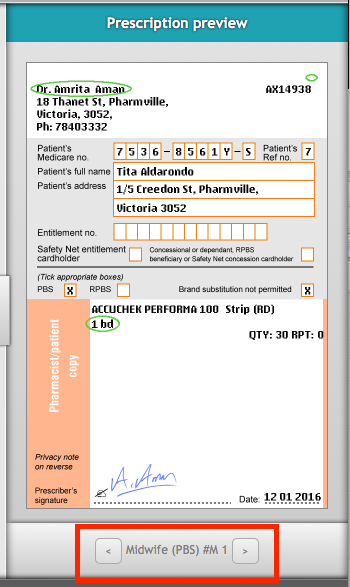 Prescription preview
Dr. Amrita Aman AX14938
18 Thanet St, Pharmville,
Victoria, 3052,
Ph: 78403332
Patient's Medicare no. 7536-8561Y-S Patient's Ref no. 7
Patient's full name Tita Aldarondo
Patient's address 1/5 Creedon St, Pharmville,
Victoria 3052
Entitlement no.
Safety Net entitlement cardholder Concessional or dependant, RPBS beneficiary or Safety Net concession cardholder
(Tick appropriate boxes)
PBS X RPBS Brand substitution not permitted X
Pharmacist/patient copy
ACCUCHEK PERFORMA 100 Strip (RD)
1 bd
QTY: 30 RPT: 0
Privacy note
on reverse
Prescriber's
signature
Date: 12 01 2016
< Midwife (PBS) #M 1 >